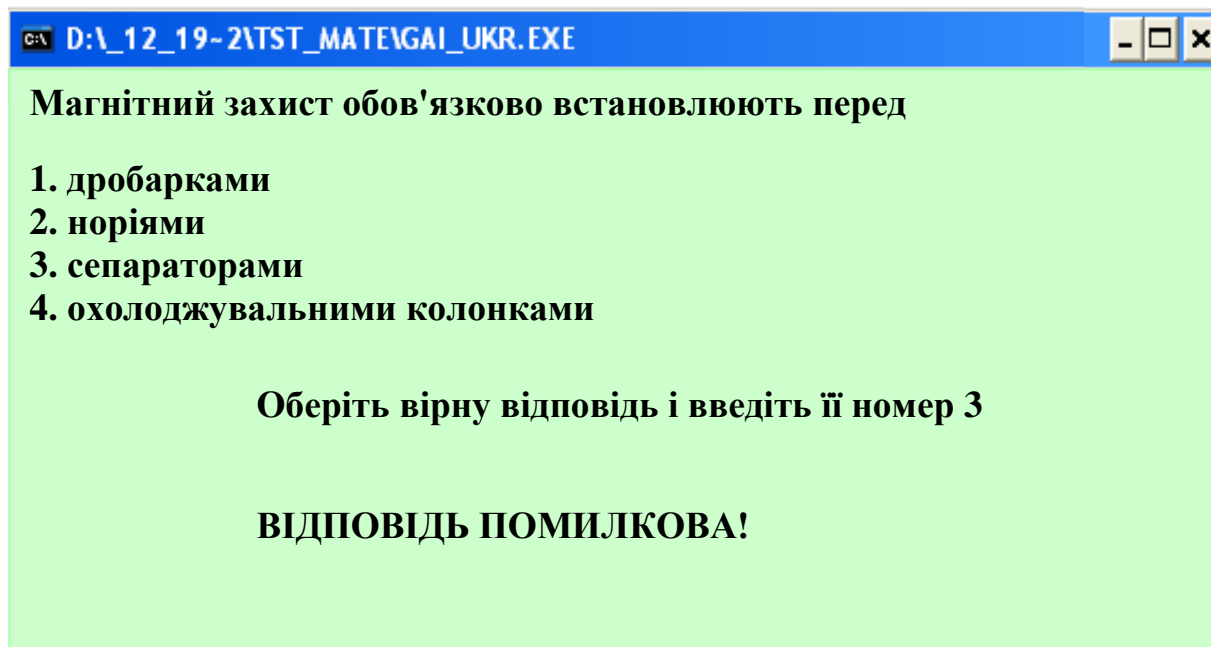 D:\_12_19~2\TST_MATE\GAI_UKR.EXE
Магнітний захист обов'язково встановлюють перед
1. дробарками
2. норіями
3. сепараторами
4. охолоджувальними колонками
Оберіть вірну відповідь і введіть її номер 3
ВІДПОВІДЬ ПОМИЛКОВА!